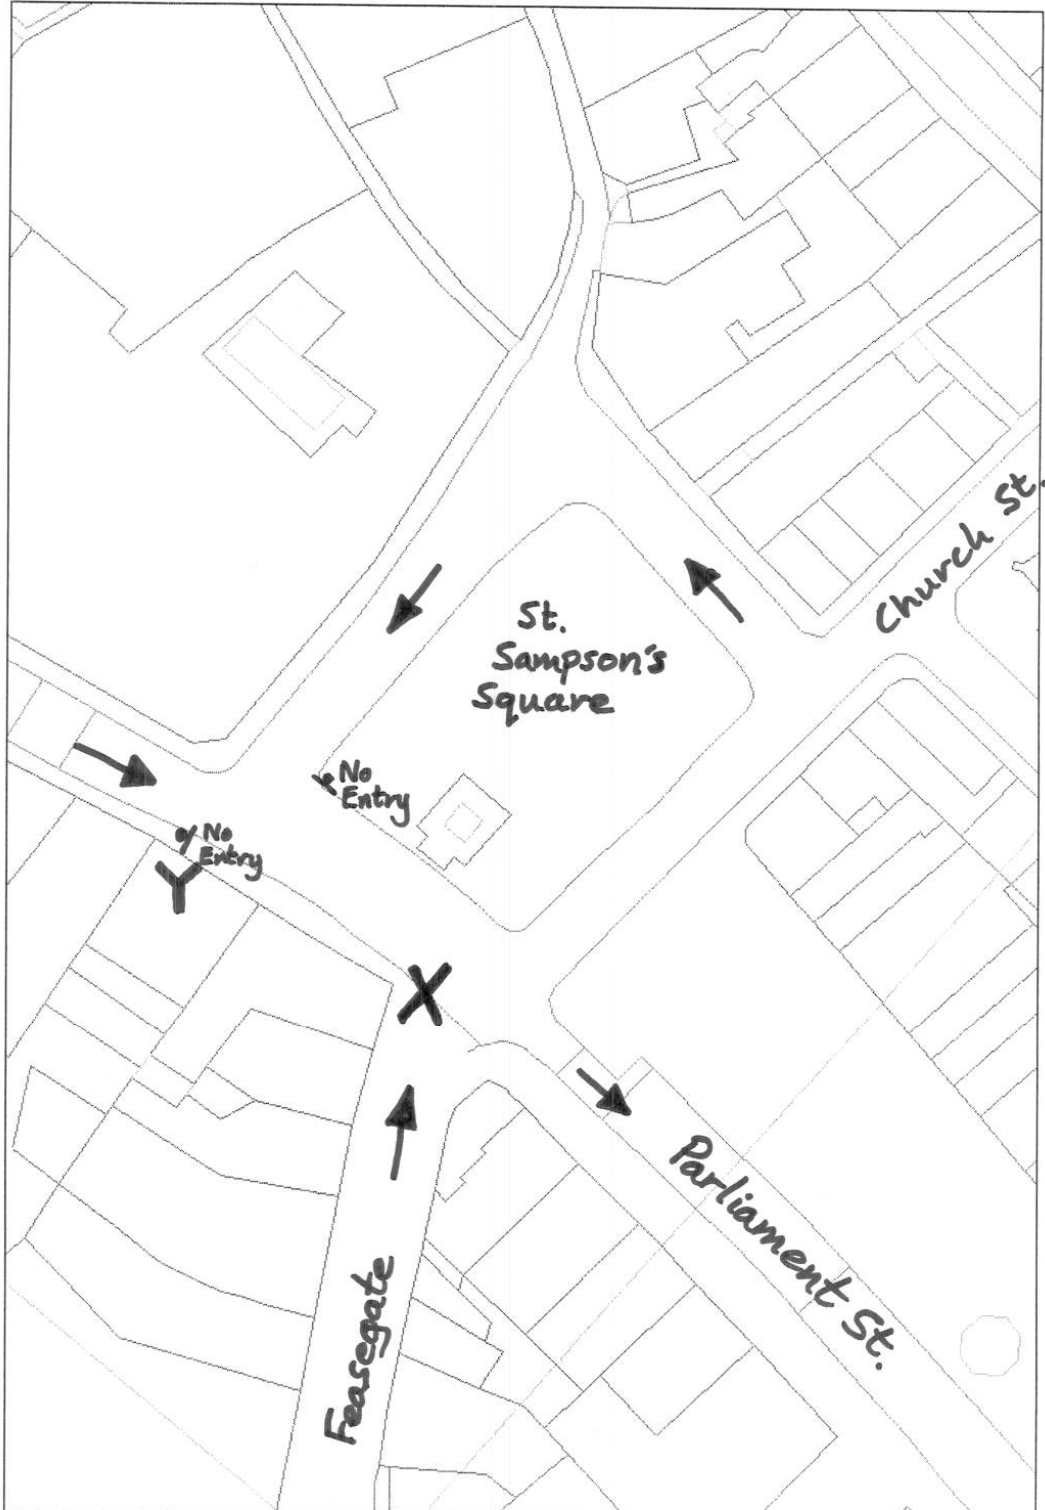 Church St.
St.
Sampson's
Square
No
Entry
No
Entry
Y
X
Parliament St.
Feasegate